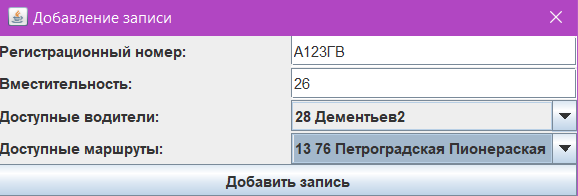 Добавление записи
Регистрационный номер: А123ГВ
Вместительность: 26
Доступные водители: 28 Дементьев2
Доступные маршруты: 13 76 Петроградская Пионераская
Добавить запись